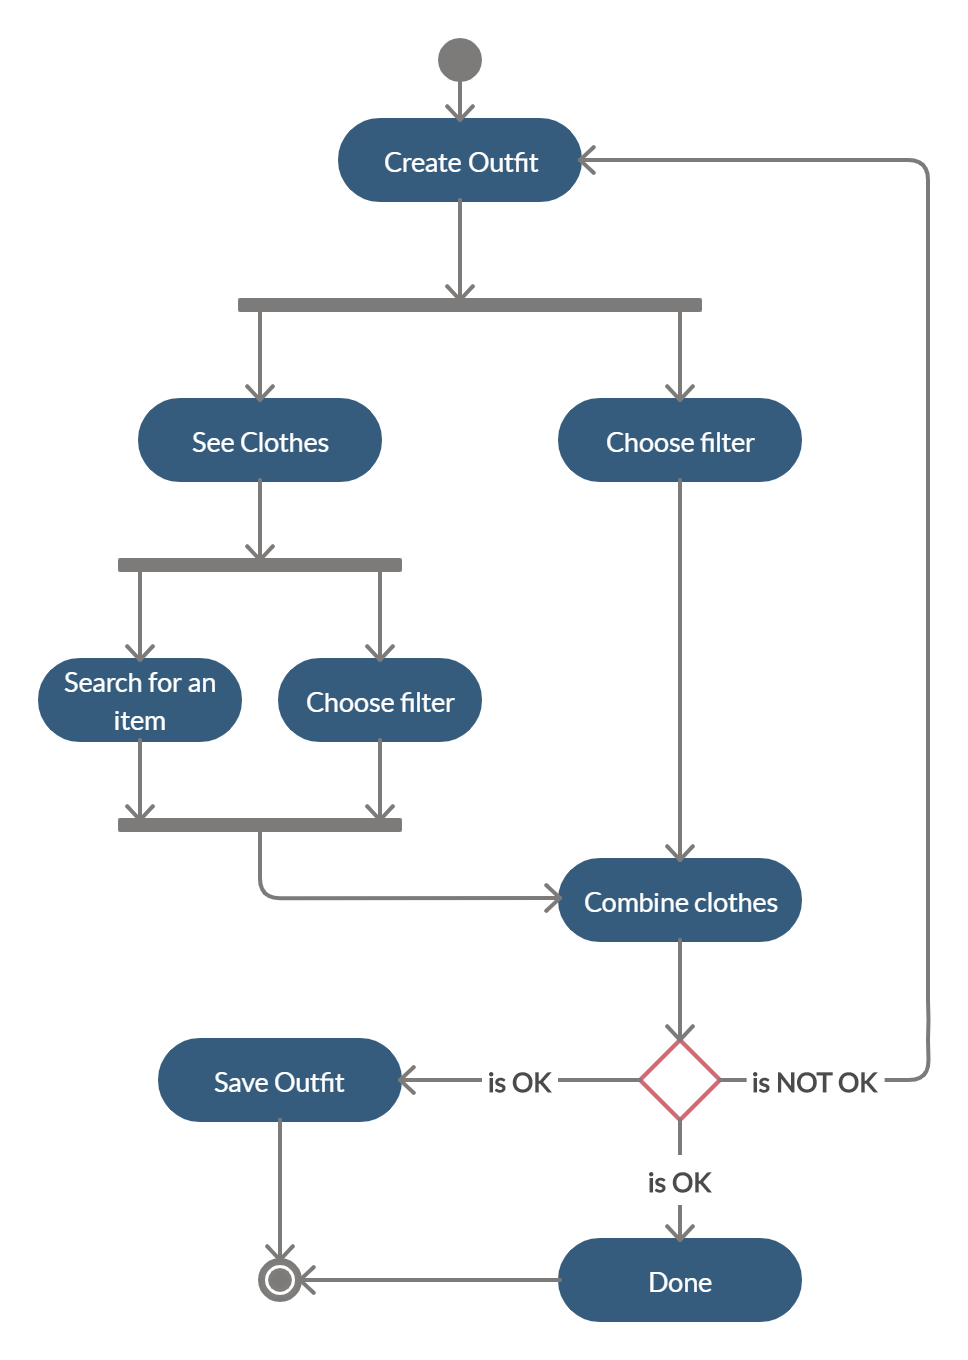 Create Outfit
See Clothes
Choose filter
Search for an
item
Choose filter
Combine clothes
Save Outfit
is OK
is NOT OK
is OK
Done